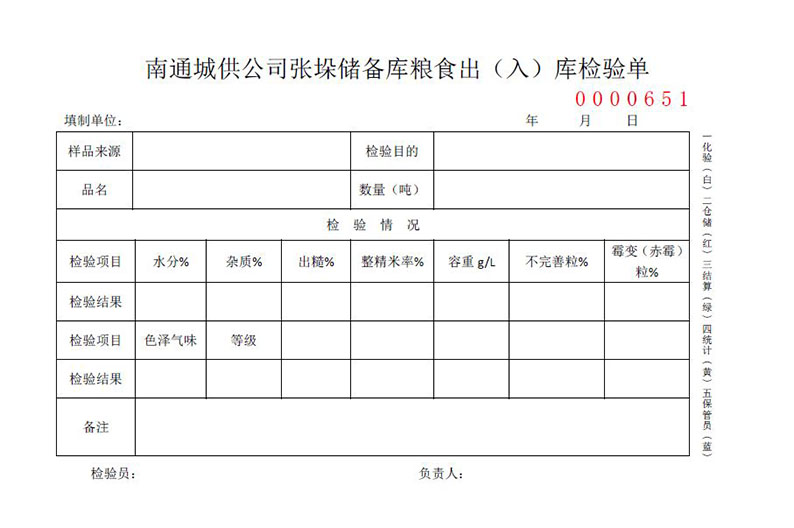 南通城供公司张垛储备库粮食出（入）库检验单
0000651
填制单位： 年 月 日
样品来源 检验目的
品名 数量（吨）
检 验 情 况
检验项目 水分% 杂质% 出糙% 整精米率% 容重 g/L 不完善粒% 霉变（赤霉）
粒%
检验结果
检验项目 色泽气味 等级
检验结果
备注
检验员： 负责人：
一化验（白）二仓储（红）三结算（绿）四统计（黄）五保管员（蓝）